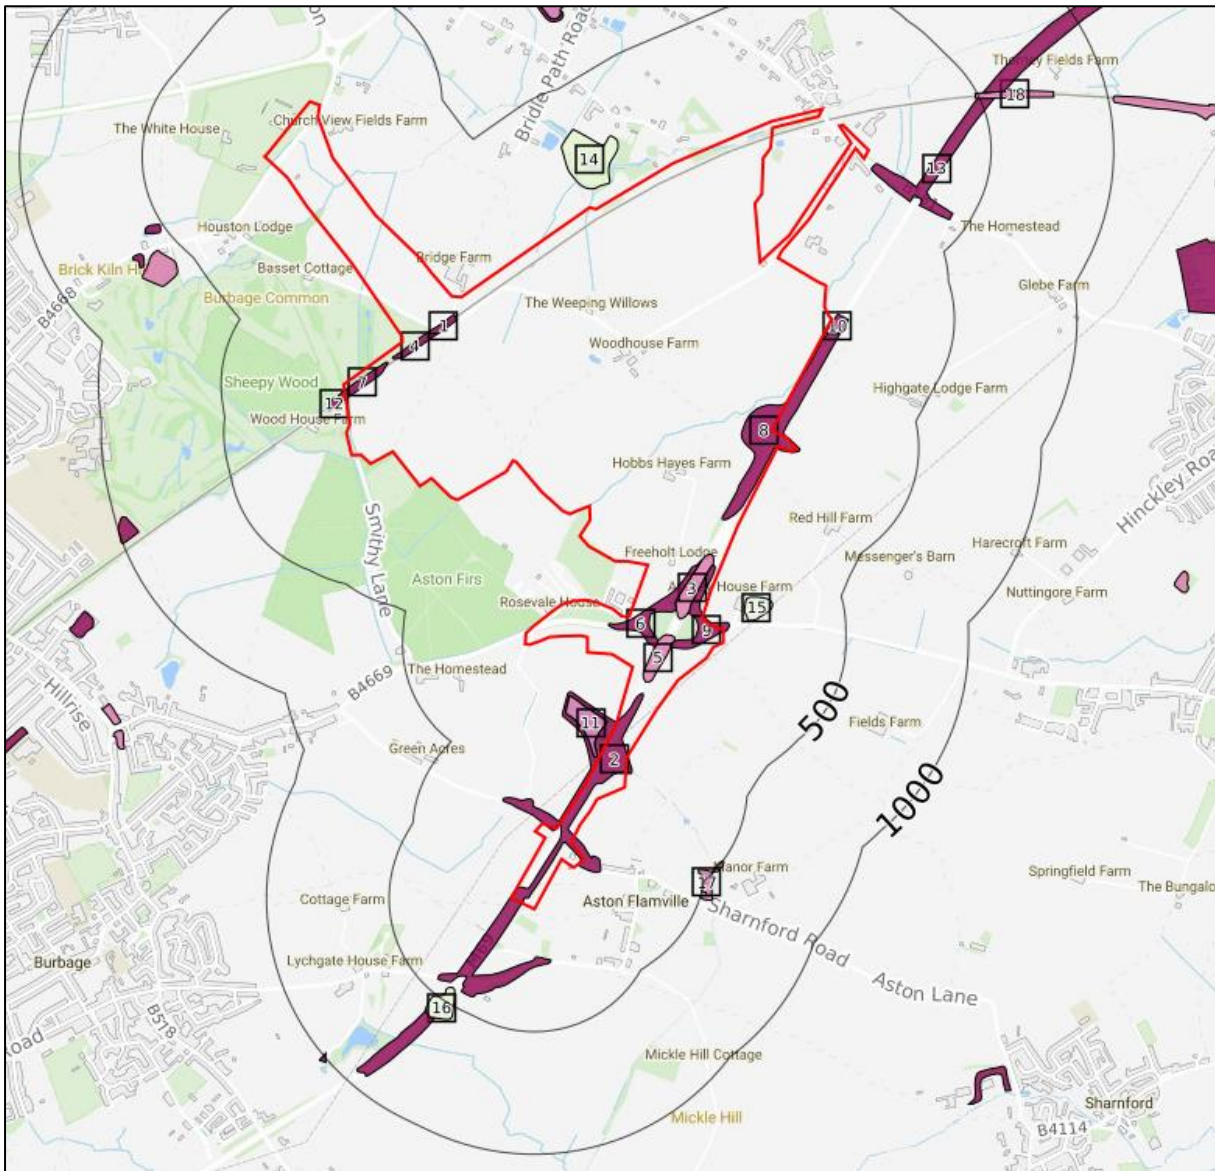 on
Bridle Path Road
Thorney Fields Farm
18
The White House
Church View Fields Farm
14
13
Houston Lodge
The Homestead
Brick Kiln H
Basset Cottage
Bridge Farm
Burbage Common
Glebe Farm
B4668
The Weeping Willows
1
10
4
Woodhouse Farm
Sheepy Wood
7
12
Wood House Farm
Highgate Lodge Farm
8
Hobbs Hayes Farm
Hinckley Road
Smithy Lane
Red Hill Farm
Freeholt Lodge
Messenger's Barn
Harecroft Farm
Aston Firs
3
House Farm
Rosevale House
15
Nuttingore Farm
6
9
5
The Homestead
B4669
Hillrise
11
500
Fields Farm
Green Acres
2
1000
Manor Farm
17
Springfield Farm
The Bungalo
Cottage Farm
Aston Flamville
Sharnford Road
Burbage
Lychgate House Farm
Aston Lane
16
B578
Road
Mickle Hill Cottage
Mickle Hill
Sharnford
B4114